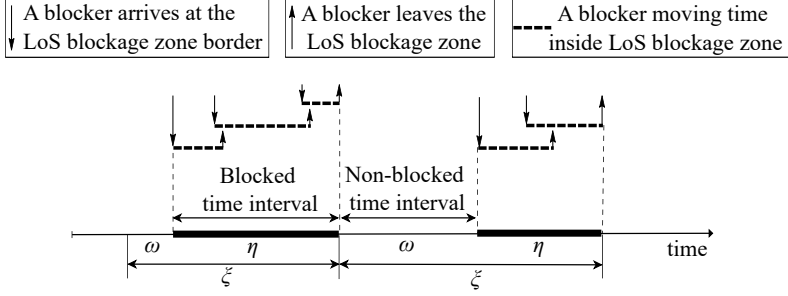 A blocker arrives at the
LoS blockage zone border
A blocker leaves the
LoS blockage zone
A blocker moving time
inside LoS blockage zone
Blocked
time interval
Non-blocked
time interval
ω
η
ω
η
time
ξ
ξ